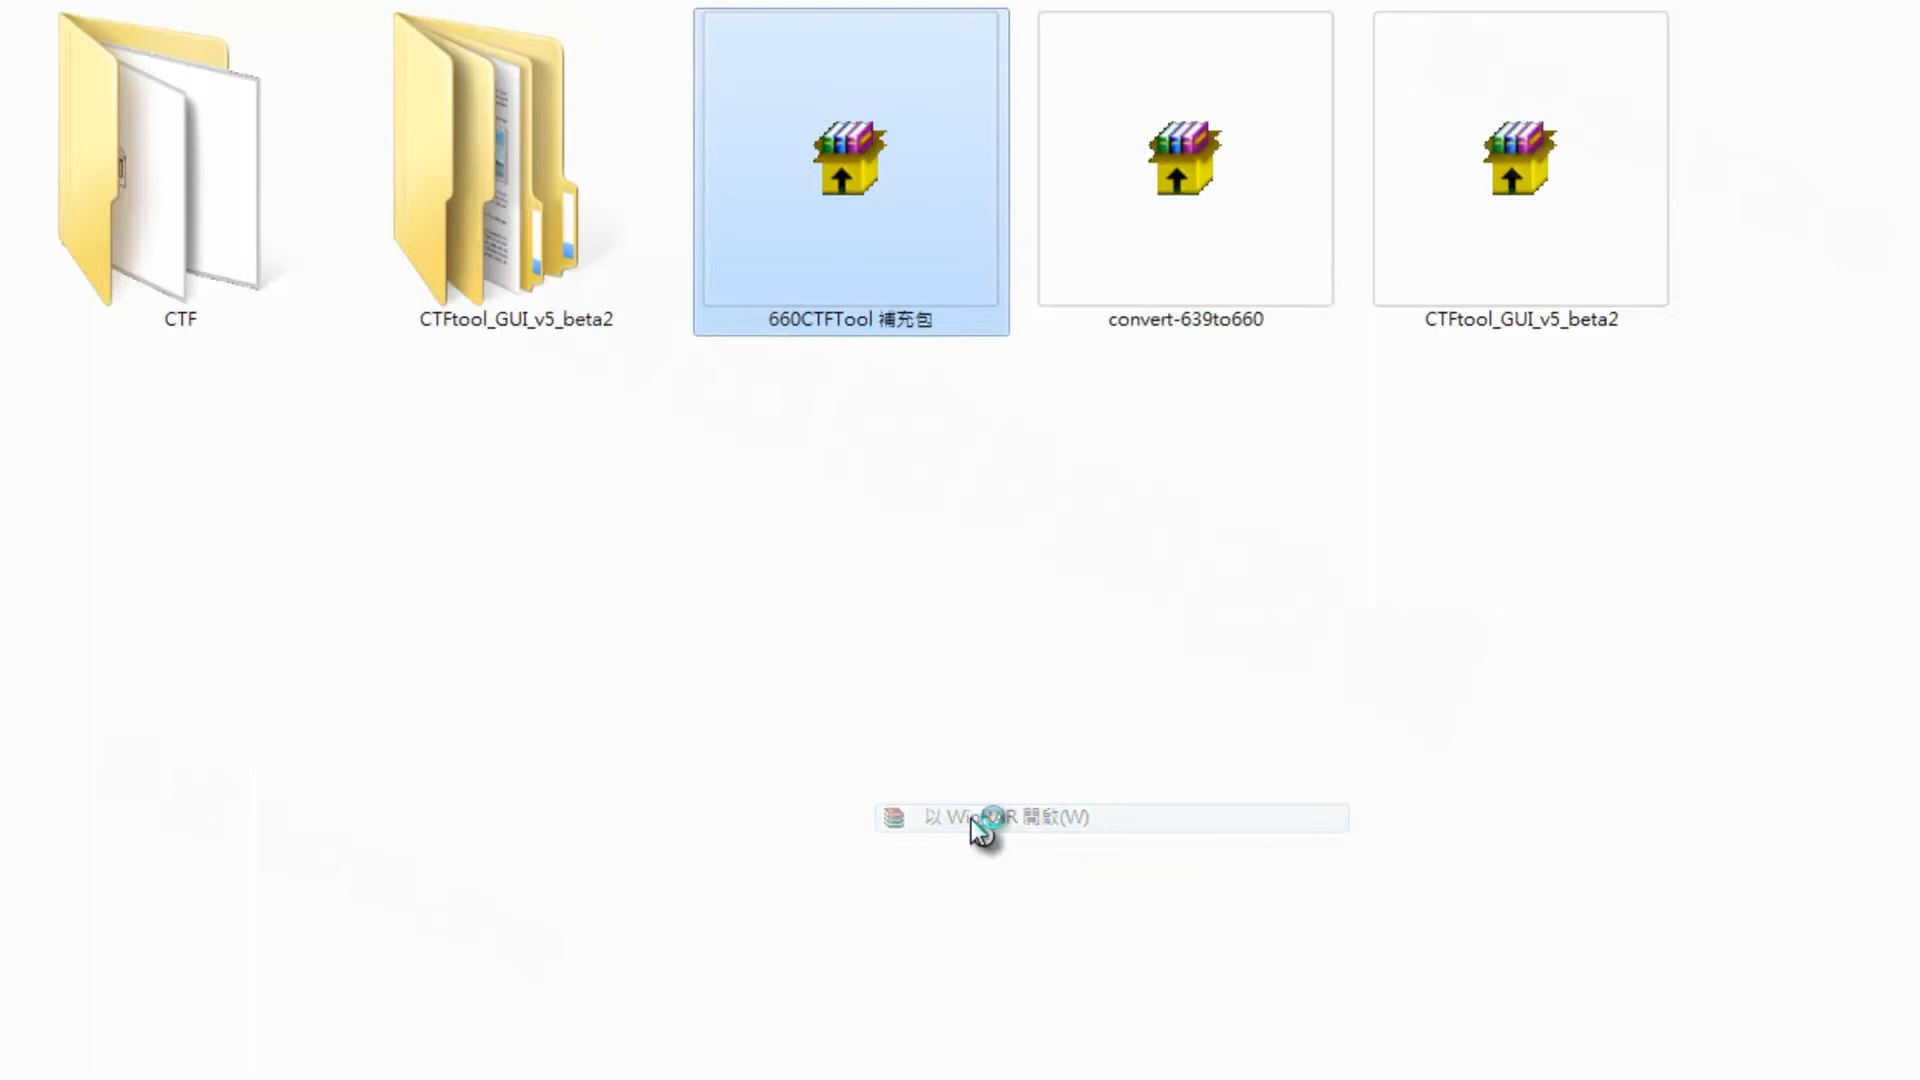 CTF
CTFtool_GUI_v5_beta2
660CTFTool 補充包
convert-639to660
CTFtool_GUI_v5_beta2
以 WinRAR 開啟(W)